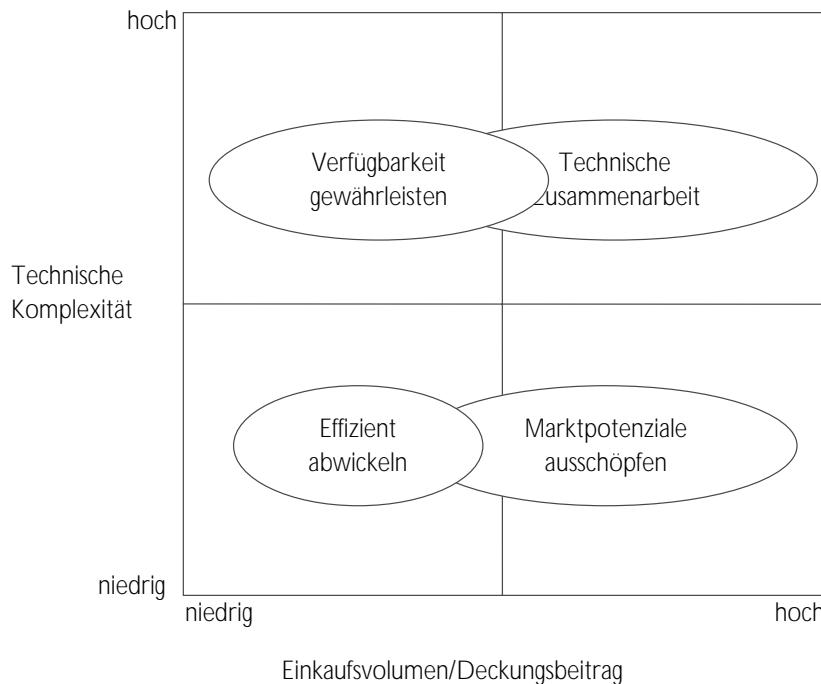 hoch
Verfügbarkeit
gewährleisten
Technische
Zusammenarbeit
Technische
Komplexität
Effizient
abwickeln
Marktpotenziale
ausschöpfen
niedrig
niedrig
hoch
Einkaufsvolumen/Deckungsbeitrag